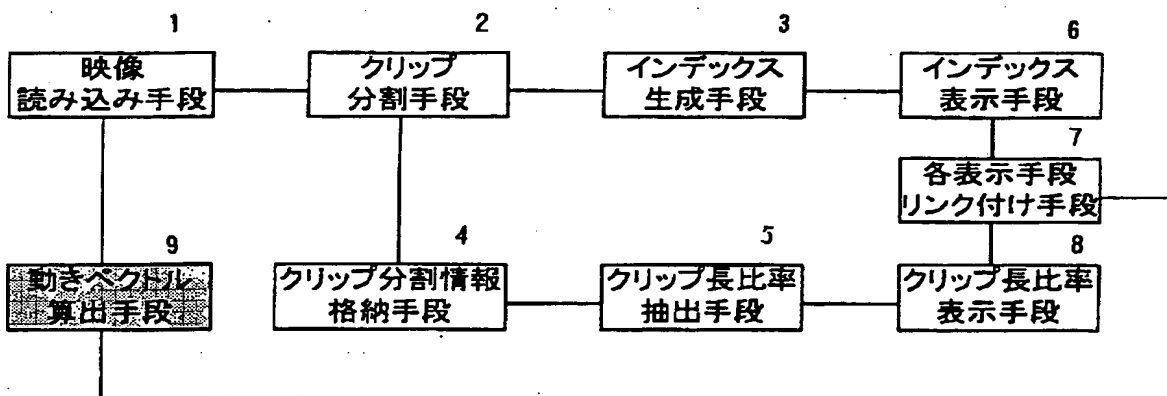 1
映像
読み込み手段
2
クリップ
分割手段
3
インデックス
生成手段
6
インデックス
表示手段
7
各表示手段
リンク付け手段
9
動きベクトル
算出手段
4
クリップ分割情報
格納手段
5
クリップ長比率
抽出手段
8
クリップ長比率
表示手段